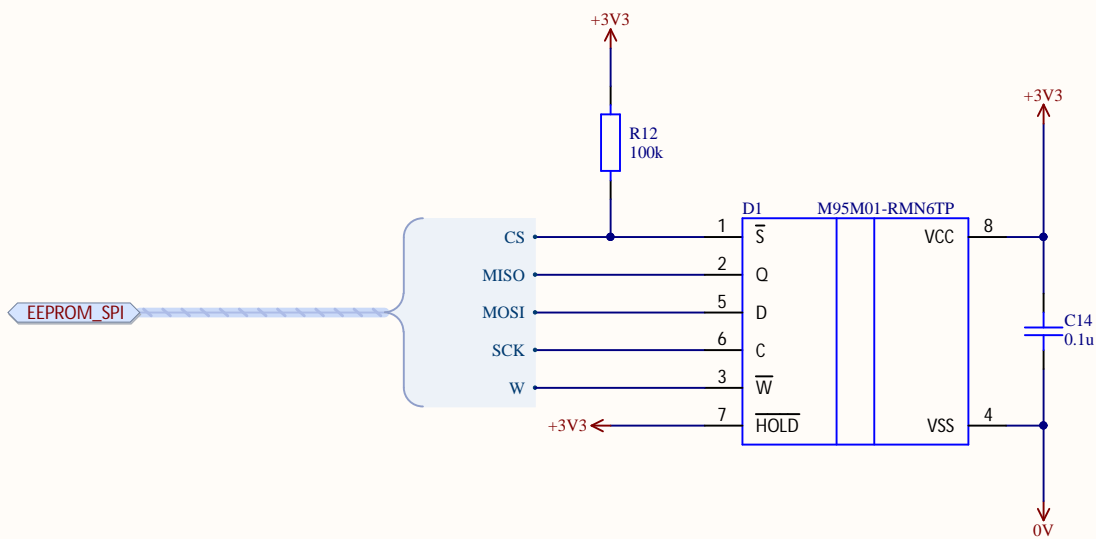 +3V3
R12
100k
+3V3
D1 M95M01-RMN6TP
CS 1 S VCC 8
MISO 2 Q
EEPROM_SPI MOSI 5 D
C14
0.1u
SCK 6 C
W 3 W
+3V3 7 HOLD VSS 4
0V